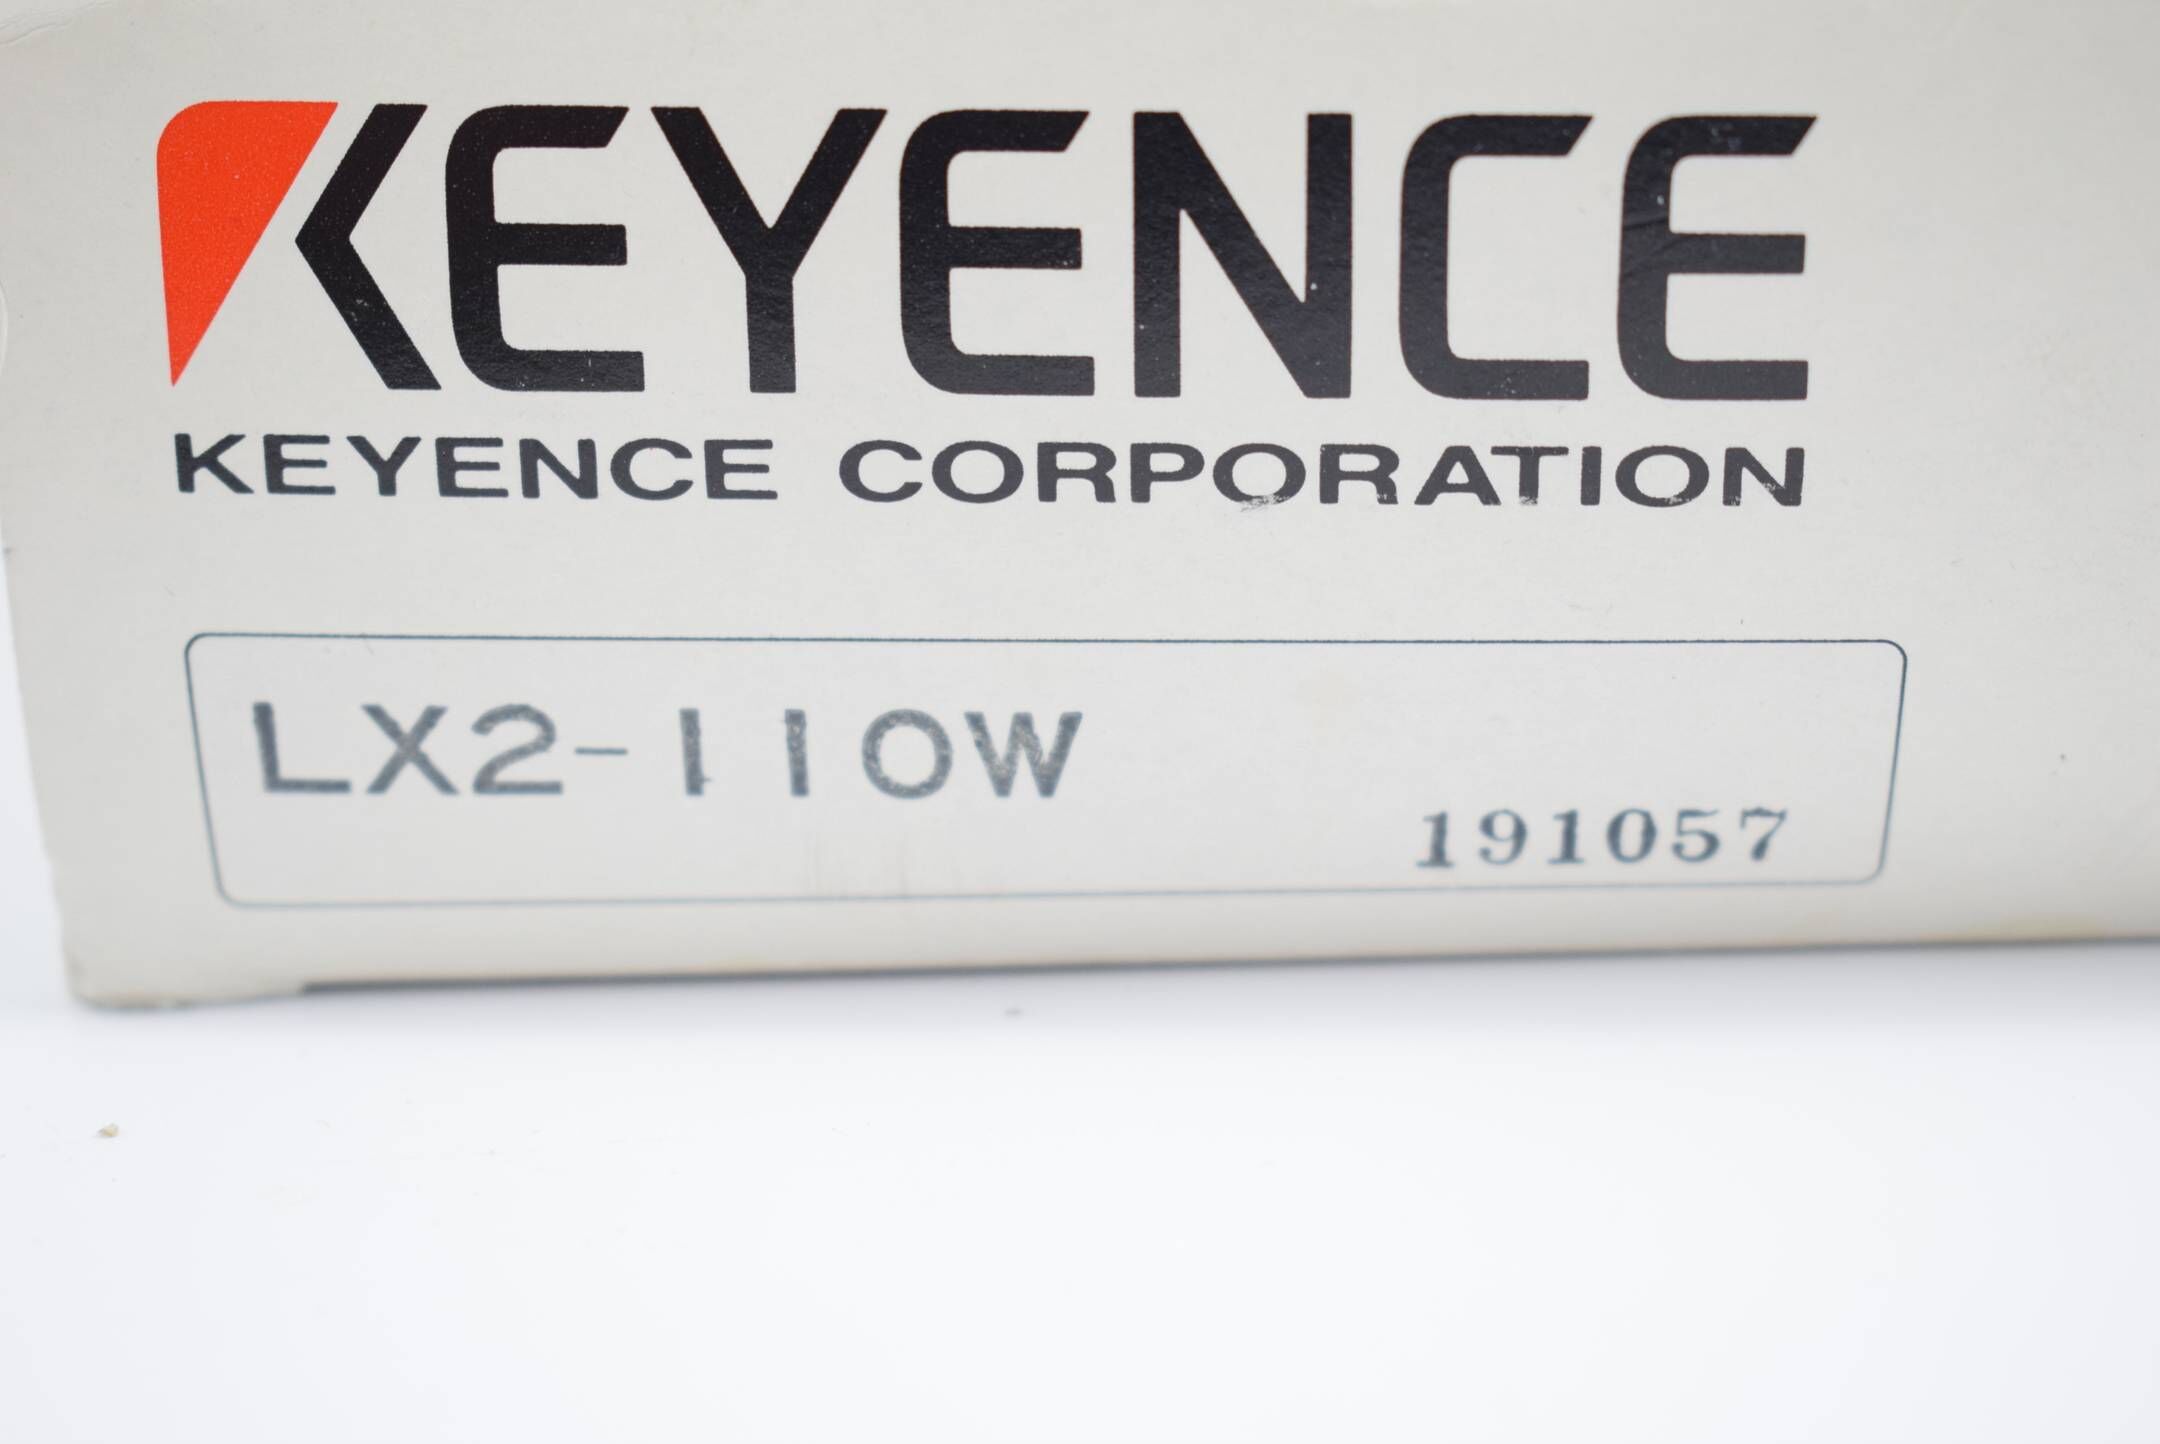 KEYENCE
KEYENCE CORPORATION
LX2-110W
191057